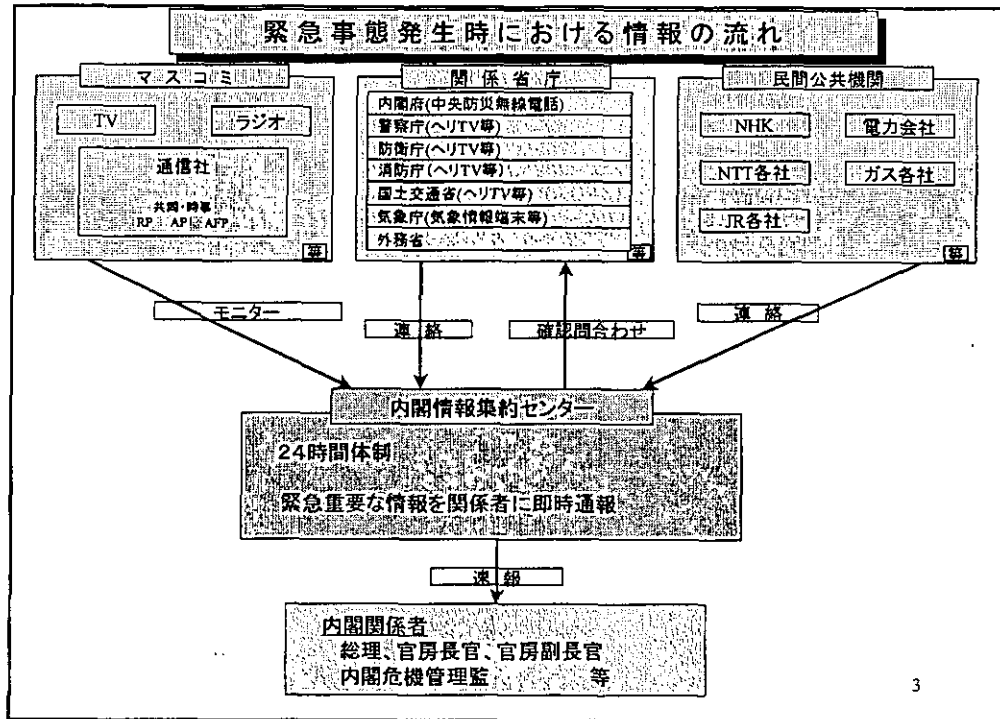 緊急事態発生時における情報の流れ
マスコミ
TV
ラジオ
通信社
共同・時事
RP AP AFP
等
関係省庁
内閣府(中央防災無線電話)
警察庁(ヘリTV等)
防衛庁(ヘリTV等)
消防庁(ヘリTV等)
国土交通省(ヘリTV等)
気象庁(気象情報端末等)
外務省
等
民間公共機関
NHK
電力会社
NTT各社
ガス各社
JR各社
等
モニター
連絡
確認問合わせ
連絡
内閣情報集約センター
24時間体制
緊急重要な情報を関係者に即時通報
速報
内閣関係者
総理、官房長官、官房副長官
内閣危機管理監 等
3